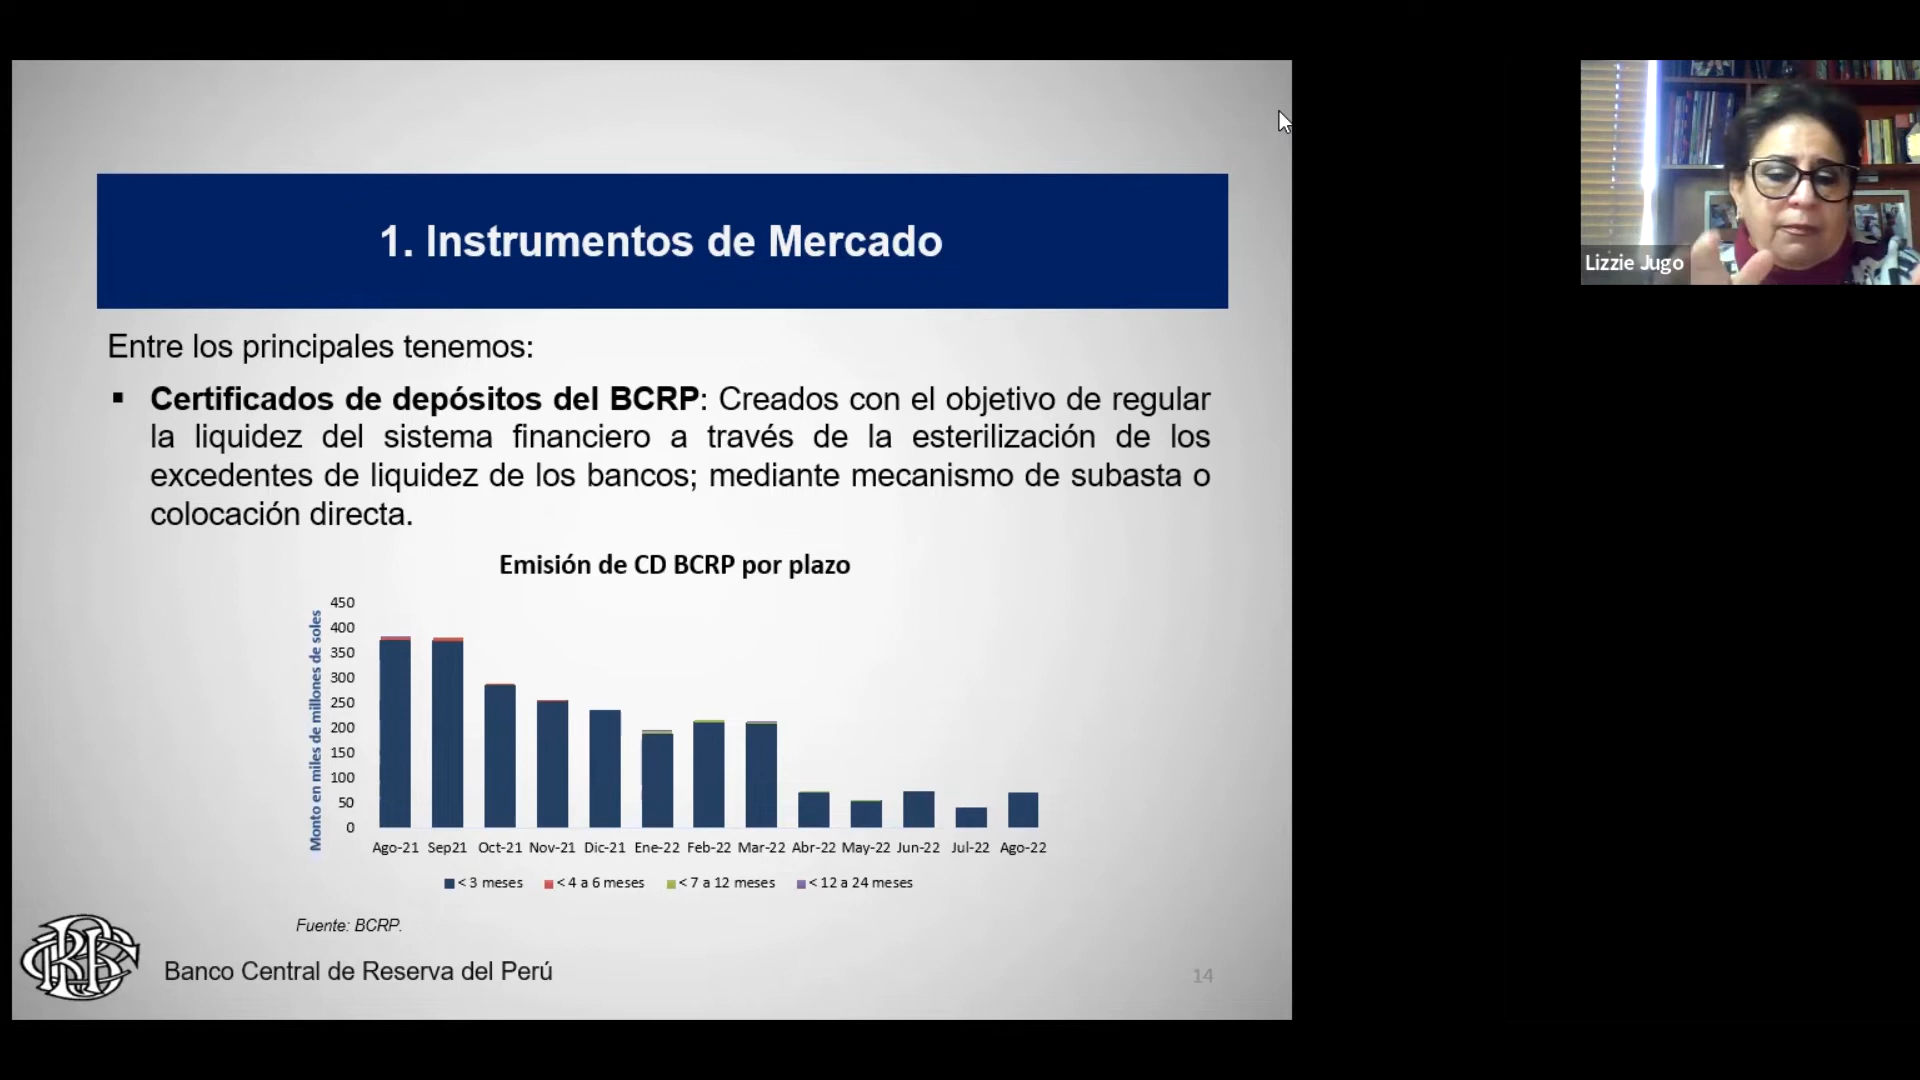 1. Instrumentos de Mercado
Lizzie Jugo
Entre los principales tenemos:
▪ Certificados de depósitos del BCRP: Creados con el objetivo de regular
la liquidez del sistema financiero a través de la esterilización de los
excedentes de liquidez de los bancos; mediante mecanismo de subasta o
colocación directa.
Emisión de CD BCRP por plazo
Monto en miles de millones de soles
450
400
350
300
250
200
150
100
50
0
Ago-21 Sep21 Oct-21 Nov-21 Dic-21 Ene-22 Feb-22 Mar-22 Abr-22 May-22 Jun-22 Jul-22 Ago-22
< 3 meses < 4 a 6 meses < 7 a 12 meses < 12 a 24 meses
Fuente: BCRP.
Banco Central de Reserva del Perú
14